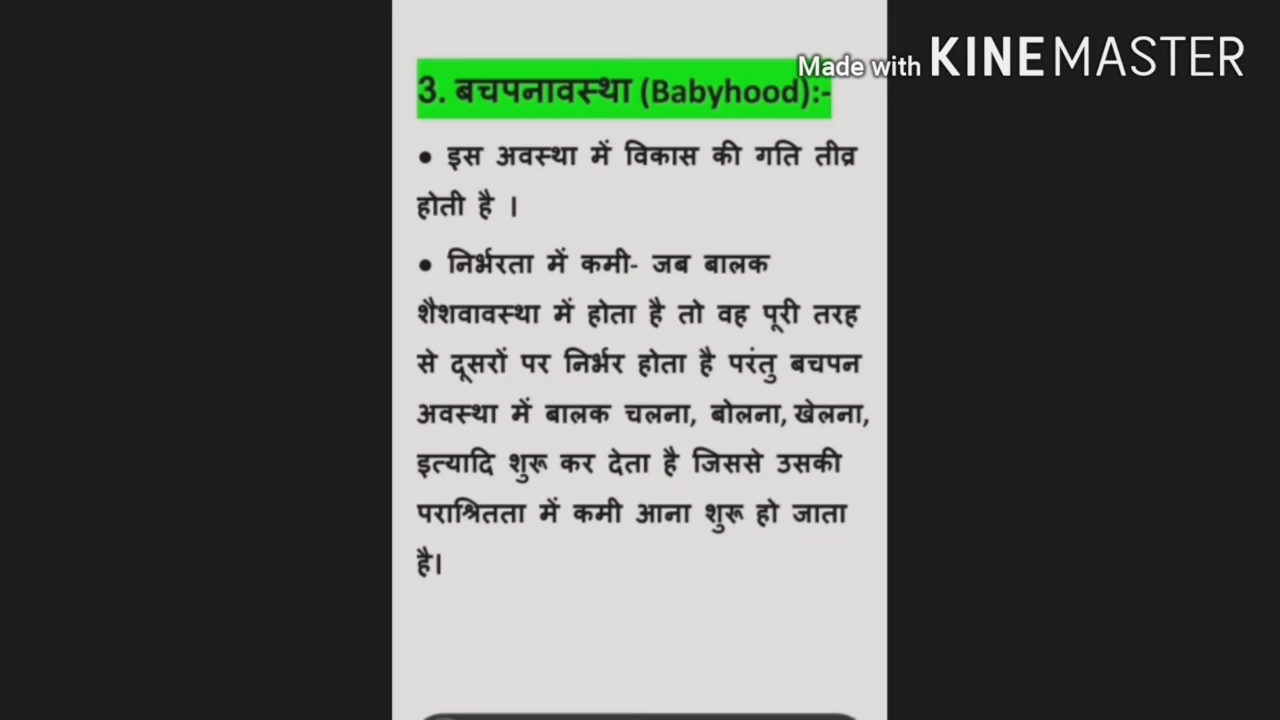 Made with KINEMASTER
3. बचपनावस्था (Babyhood):-
● इस अवस्था में विकास की गति तीव्र
होती है ।
● निर्भरता में कमी- जब बालक
शैशवावस्था में होता है तो वह पूरी तरह
से दूसरों पर निर्भर होता है परंतु बचपन
अवस्था में बालक चलना, बोलना, खेलना,
इत्यादि शुरू कर देता है जिससे उसकी
पराश्रितता में कमी आना शुरू हो जाता
है।